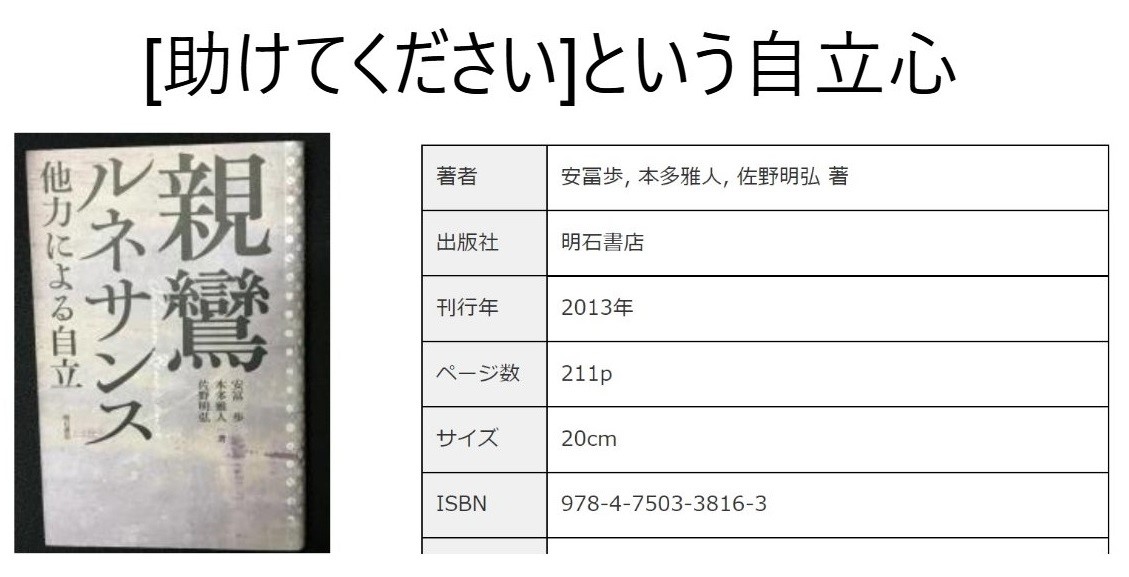 [助けてください]という自立心
親鸞
ルネサンス
他力による自立
安冨 歩
本多雅人
佐野明弘
著
明石書店
著者 安冨歩, 本多雅人, 佐野明弘 著
出版社 明石書店
刊行年 2013年
ページ数 211p
サイズ 20cm
ISBN 978-4-7503-3816-3